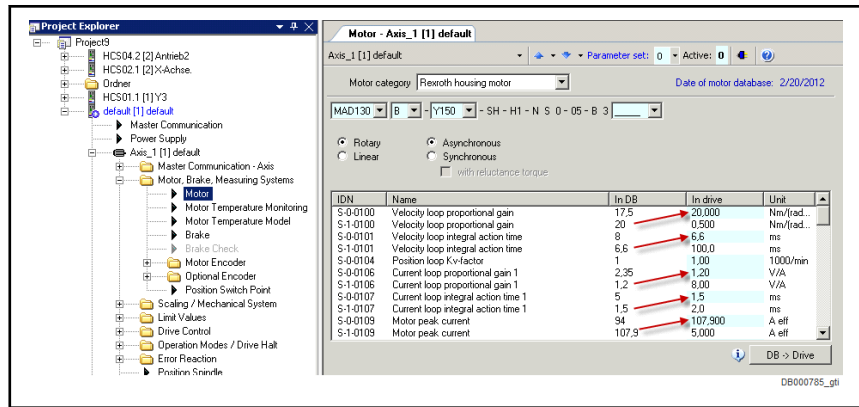 Project Explorer
Project9
HCS04.2 [2] Antrieb2
HCS02.1 [2] X-Achse.
Ordner
HCS01.1 [1] Y3
default [1] default
Master Communication
Power Supply
Axis_1 [1] default
Master Communication - Axis
Motor, Brake, Measuring Systems
Motor
Motor Temperature Monitoring
Motor Temperature Model
Brake
Brake Check
Motor Encoder
Optional Encoder
Position Switch Point
Scaling / Mechanical System
Limit Values
Drive Control
Operation Modes / Drive Halt
Error Reaction
Position Spindle
Motor - Axis_1 [1] default
Axis_1 [1] default Parameter set: 0 Active: 0
Motor category Rexroth housing motor Date of motor database: 2/20/2012
MAD130 B - Y150 - SH - H1 - N S 0 - 05 - B 3 ____
Rotary Asynchronous
Linear Synchronous
with reluctance torque
IDN Name In DB In drive Unit
S-0-0100 Velocity loop proportional gain 17,5 20,000 Nm/(rad...
S-1-0100 Velocity loop proportional gain 20 0,500 Nm/(rad...
S-0-0101 Velocity loop integral action time 8 6,6 ms
S-1-0101 Velocity loop integral action time 6,6 100,0 ms
S-0-0104 Position loop Kv-factor 1 1,00 1000/min
S-0-0106 Current loop proportional gain 1 2,35 1,20 V/A
S-1-0106 Current loop proportional gain 1 1,2 8,00 V/A
S-0-0107 Current loop integral action time 1 5 1,5 ms
S-1-0107 Current loop integral action time 1 1,5 2,0 ms
S-0-0109 Motor peak current 94 107,900 A eff
S-1-0109 Motor peak current 107,9 5,000 A eff
DB -> Drive
DB000785_gti